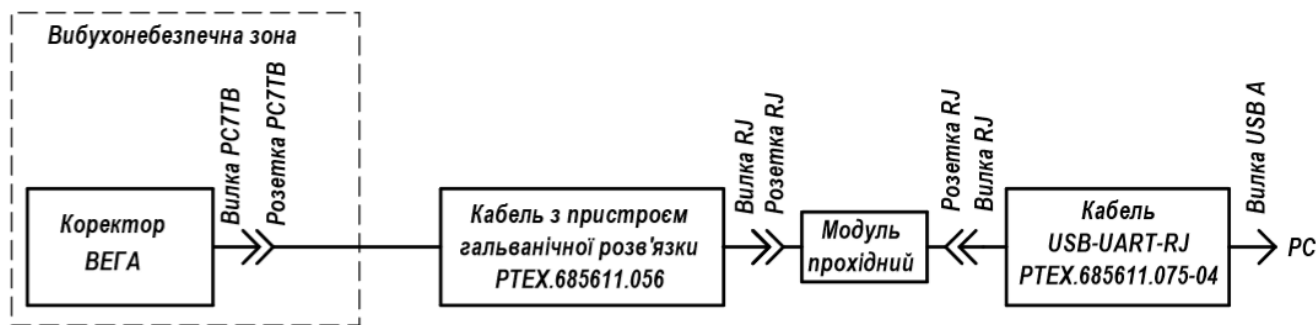 Вибухонебезпечна зона
Вилка РС7ТВ
Розетка РС7ТВ
Коректор
ВЕГА
Кабель з пристроєм
гальванічної розв'язки
РТЕХ.685611.056
Вилка RJ
Розетка RJ
Модуль
прохідний
Розетка RJ
Вилка RJ
Кабель
USB-UART-RJ
РТЕХ.685611.075-04
Вилка USB A
PC